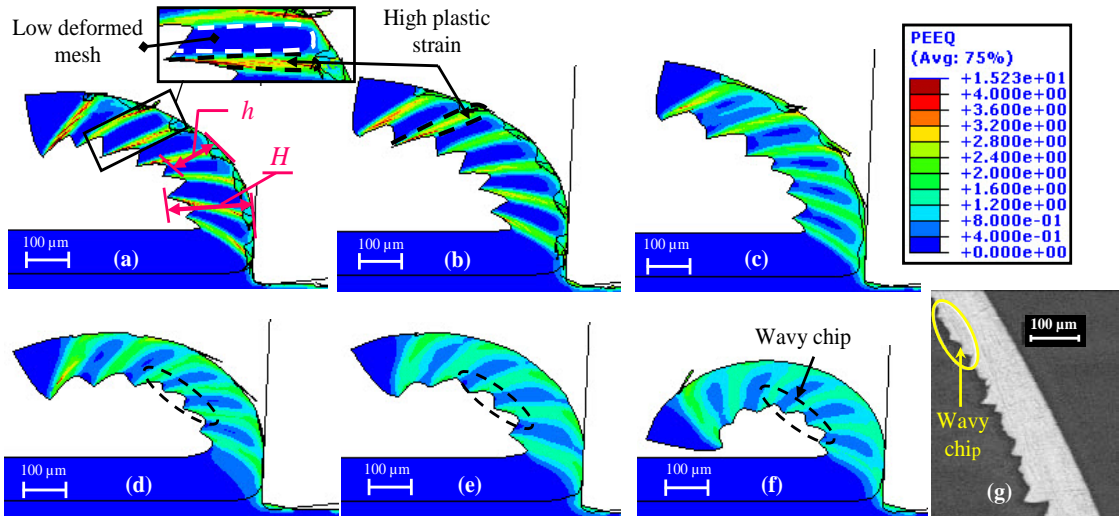 Low deformed
mesh
High plastic
strain
h
H
100 µm
(a)
100 µm
(b)
100 µm
(c)
PEEQ
(Avg: 75%)
+1.523e+01
+4.000e+00
+3.600e+00
+3.200e+00
+2.800e+00
+2.400e+00
+2.000e+00
+1.600e+00
+1.200e+00
+8.000e-01
+4.000e-01
+0.000e+00
100 µm
(d)
100 µm
(e)
Wavy chip
100 µm
(f)
100 µm
Wavy
chip
(g)